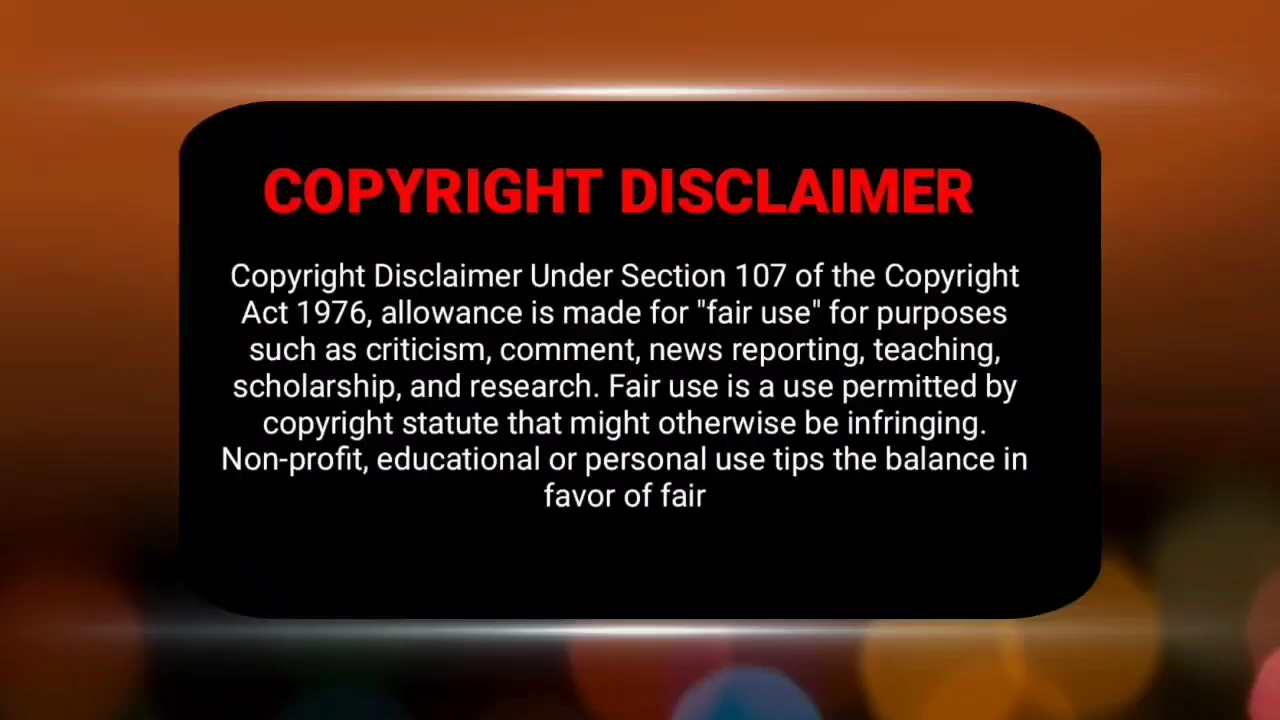 COPYRIGHT DISCLAIMER
Copyright Disclaimer Under Section 107 of the Copyright
Act 1976, allowance is made for "fair use" for purposes
such as criticism, comment, news reporting, teaching,
scholarship, and research. Fair use is a use permitted by
copyright statute that might otherwise be infringing.
Non-profit, educational or personal use tips the balance in
favor of fair